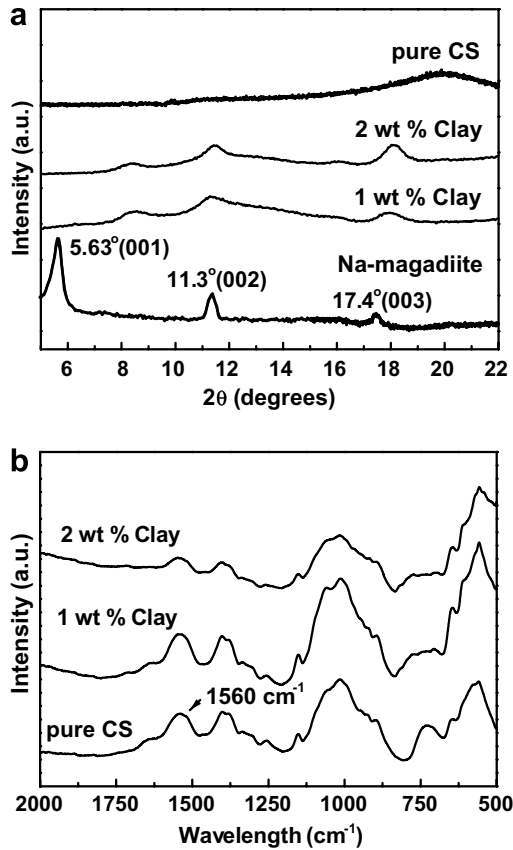 a
pure CS
2 wt % Clay
1 wt % Clay
5.63°(001)
Na-magadiite
11.3°(002)
17.4°(003)
Intensity (a.u.)
6 8 10 12 14 16 18 20 22
2θ (degrees)
b
2 wt % Clay
1 wt % Clay
1560 cm⁻¹
pure CS
Intensity (a.u.)
2000 1750 1500 1250 1000 750 500
Wavelength (cm⁻¹)